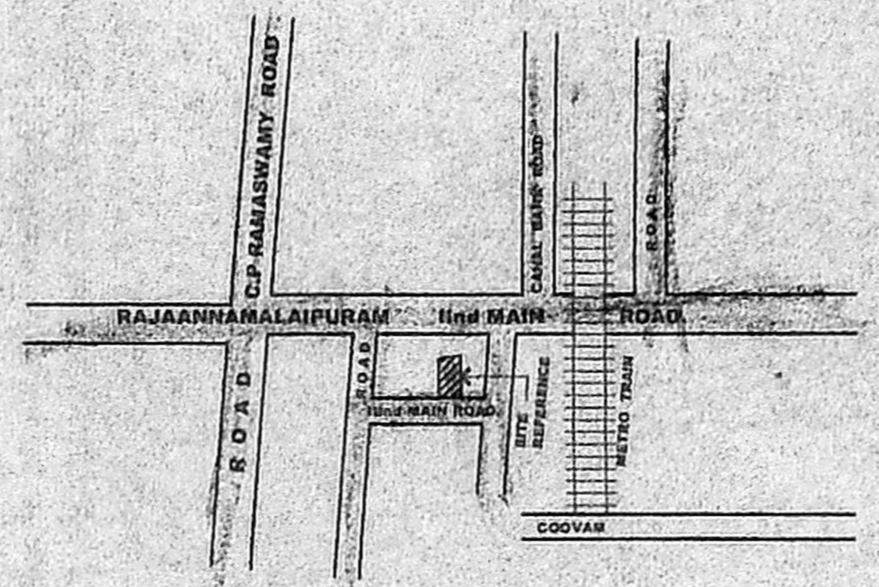 C.P RAMASWAMY ROAD
CANAL BANK ROAD
ROAD
RAJAANNAMALAIPURAM IInd MAIN ROAD
ROAD
ROAD
IIInd MAIN ROAD
SITE
REFERENCE
METRO TRAIN
COOVAM